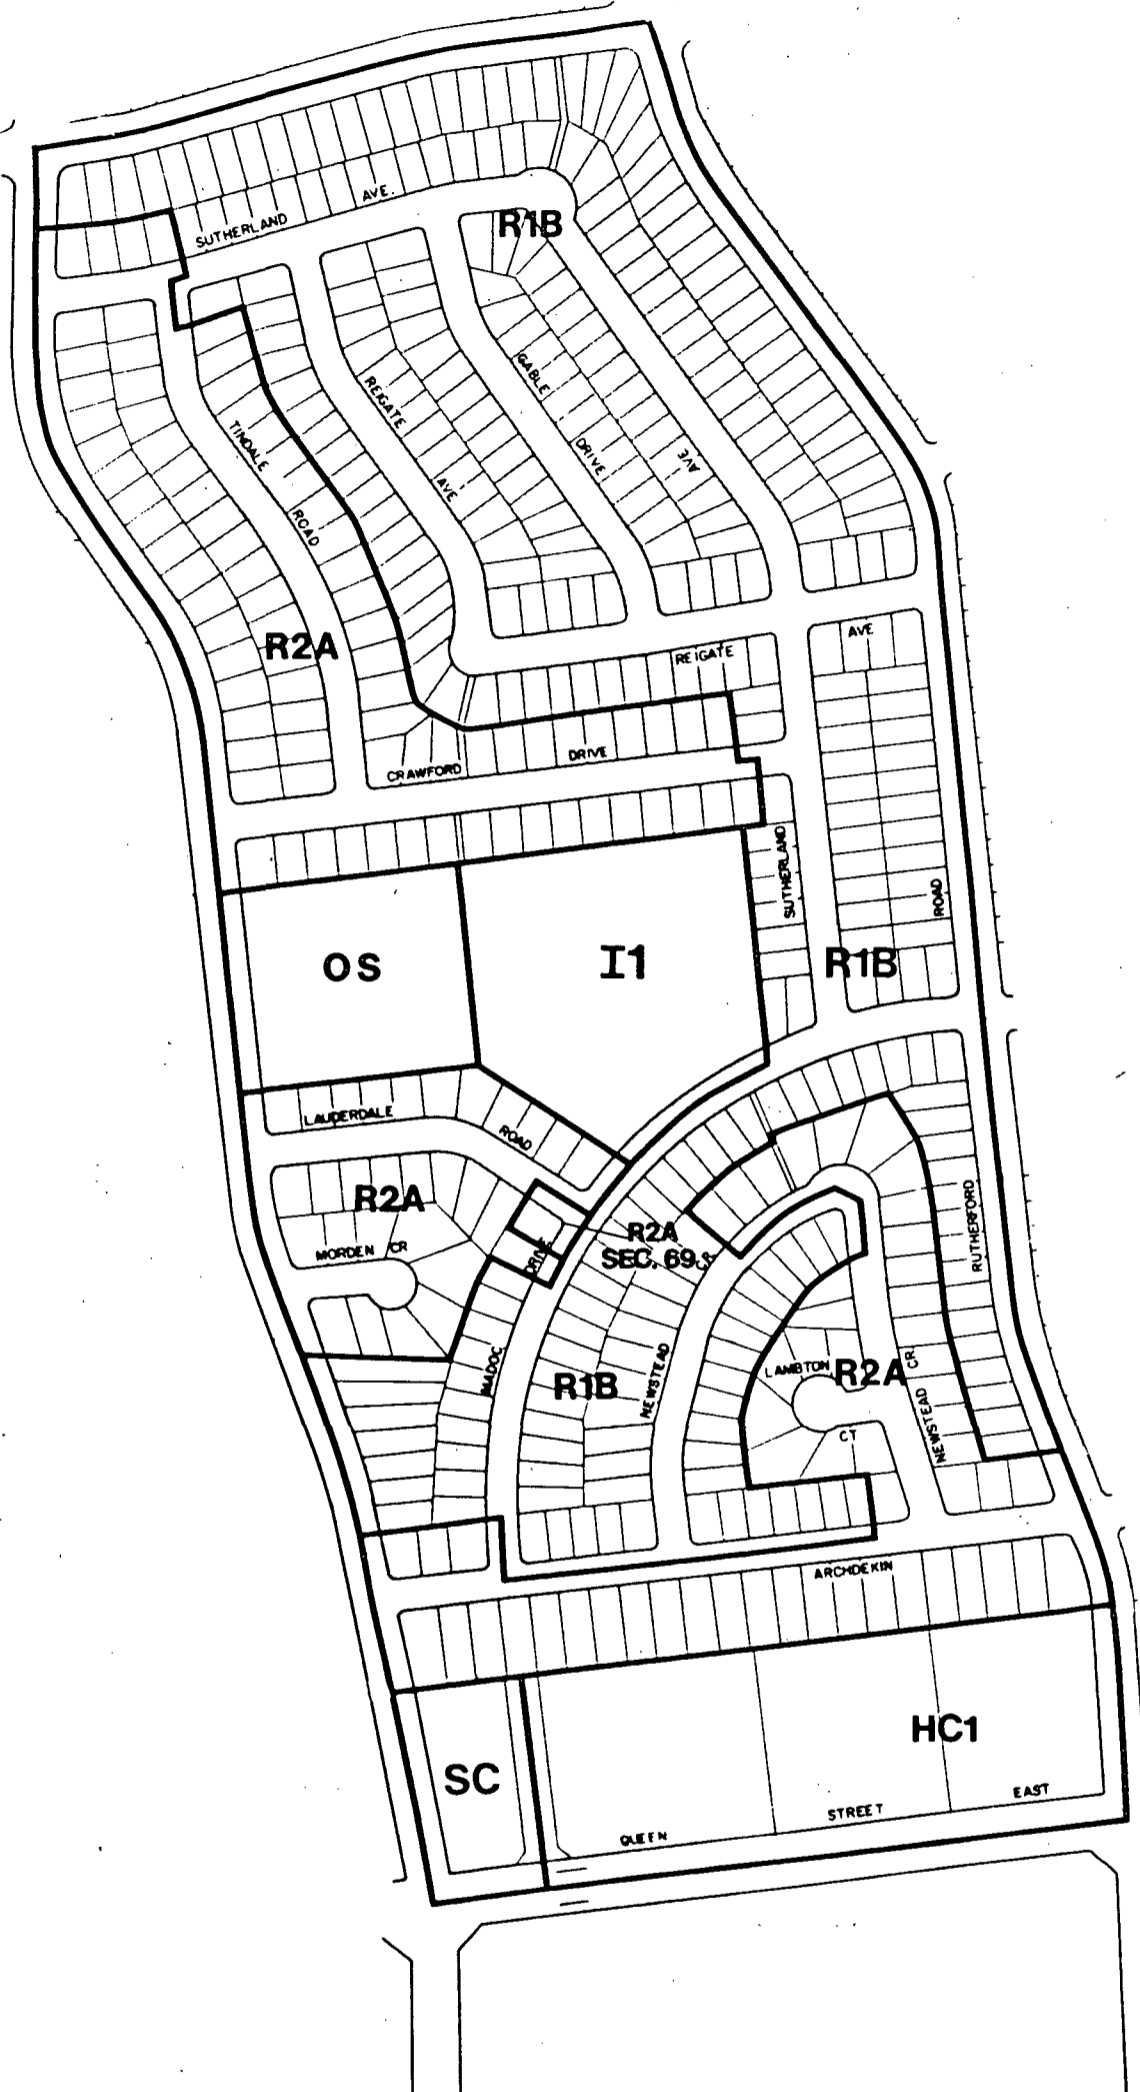 AVE.
SUTHERLAND
R1B
GABLE
REIGATE
TINDALE
DRIVE
AVE
AVE
ROAD
R2A
AVE
REIGATE
DRIVE
CRAWFORD
SUTHERLAND
ROAD
OS
I1
R1B
LAUDERDALE
ROAD
R2A
RUTHERFORD
R2A
SEC. 69
CR
MORDEN CR
DRIVE
MADOC
NEWSTEAD
R1B
LAMBTON
R2A
CR
NEWSTEAD
CT
ARCHDEKIN
HC1
SC
EAST
STREET
QUEEN